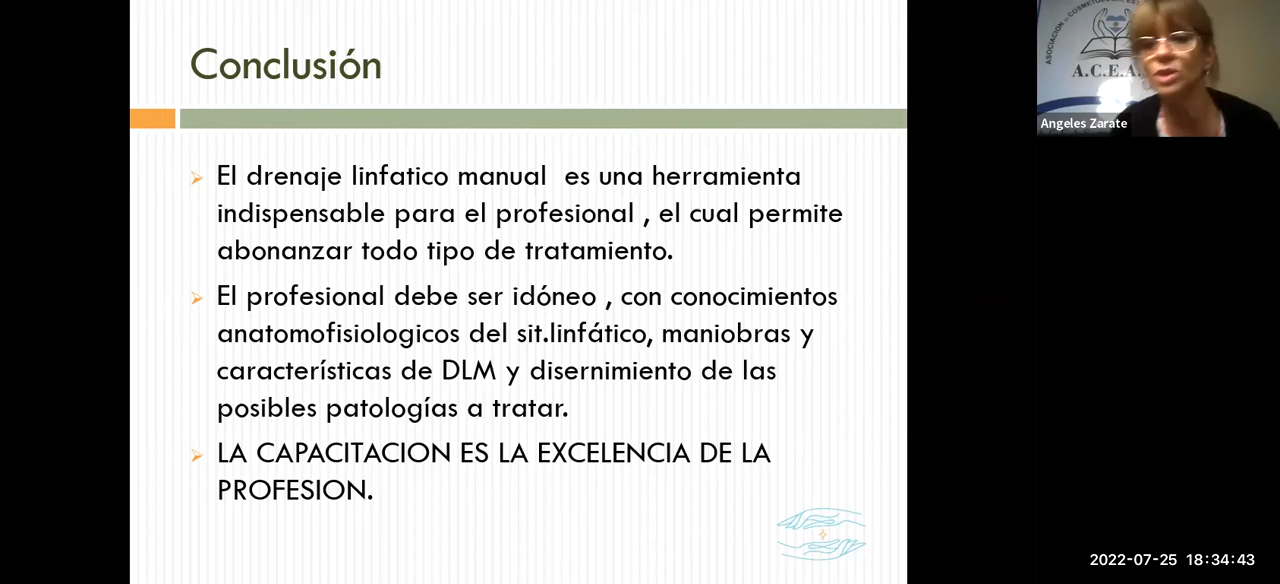 Conclusión
El drenaje linfatico manual  es una herramienta
indispensable para el profesional , el cual permite
abonanzar todo tipo de tratamiento.
El profesional debe ser idóneo , con conocimientos
anatomofisiologicos del sit.linfático, maniobras y
características de DLM y disernimiento de las
posibles patologías a tratar.
LA CAPACITACION ES LA EXCELENCIA DE LA
PROFESION.
A.C.E.A.
Angeles Zarate
2022-07-25 18:34:43